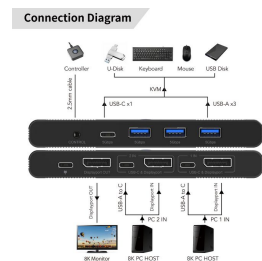 Connection Diagram
Controller
U-Disk
Keyboard
Mouse
USB Disk
2.5mm cable
KVM
USB-C x1
USB-A x3
Displayport OUT
USB-A to C
Displayport IN
PC 2 IN
USB-A to C
Displayport IN
PC 1 IN
8K Monitor
8K PC HOST
8K PC HOST